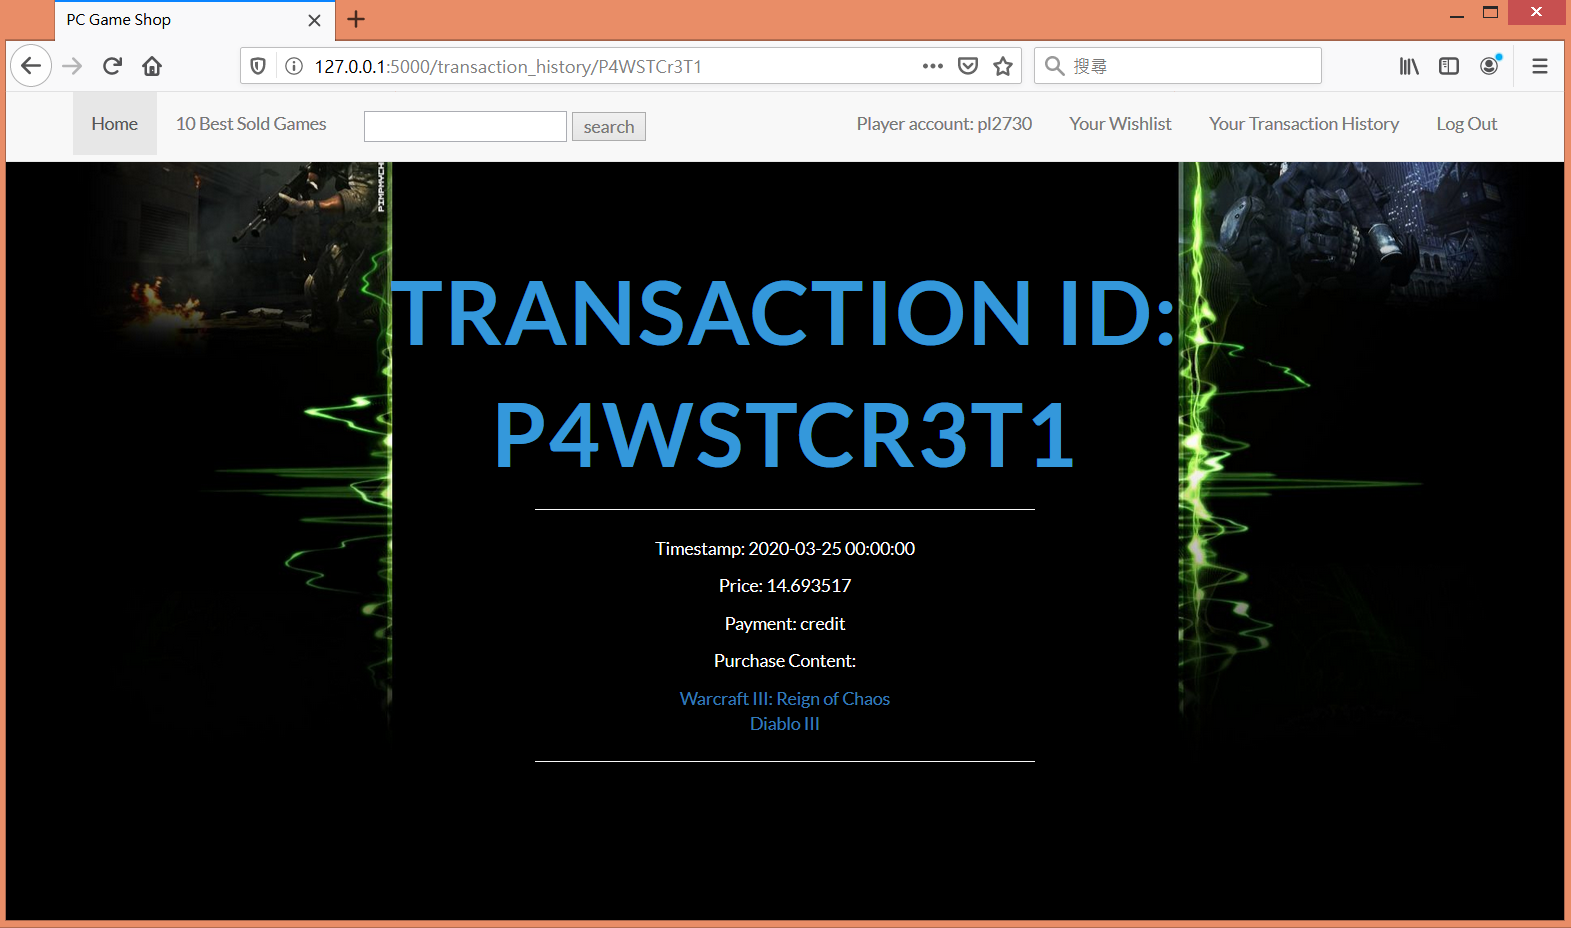 PC Game Shop
127.0.0.1:5000/transaction_history/P4WSTCr3T1
搜尋
Home
10 Best Sold Games
search
Player account: pl2730
Your Wishlist
Your Transaction History
Log Out
PIMPMYCH
TRANSACTION ID:
P4WSTCR3T1
Timestamp: 2020-03-25 00:00:00
Price: 14.693517
Payment: credit
Purchase Content:
Warcraft III: Reign of Chaos
Diablo III